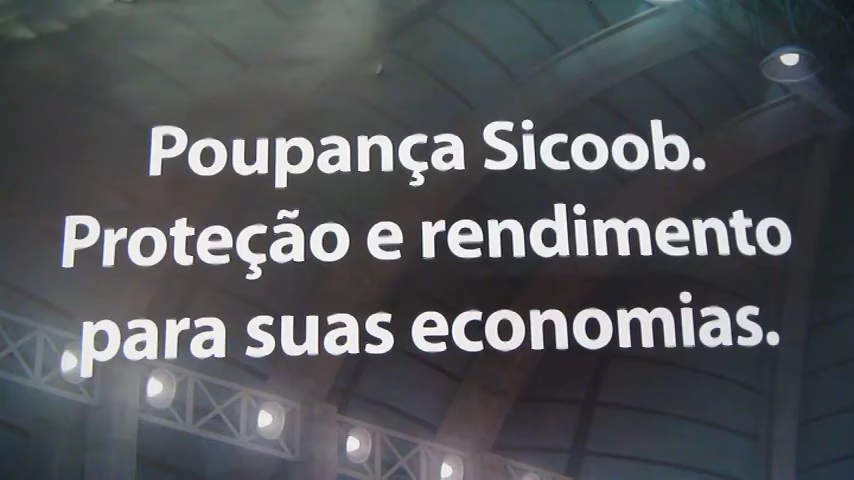 Poupança Sicoob.
Proteção e rendimento
para suas economias.